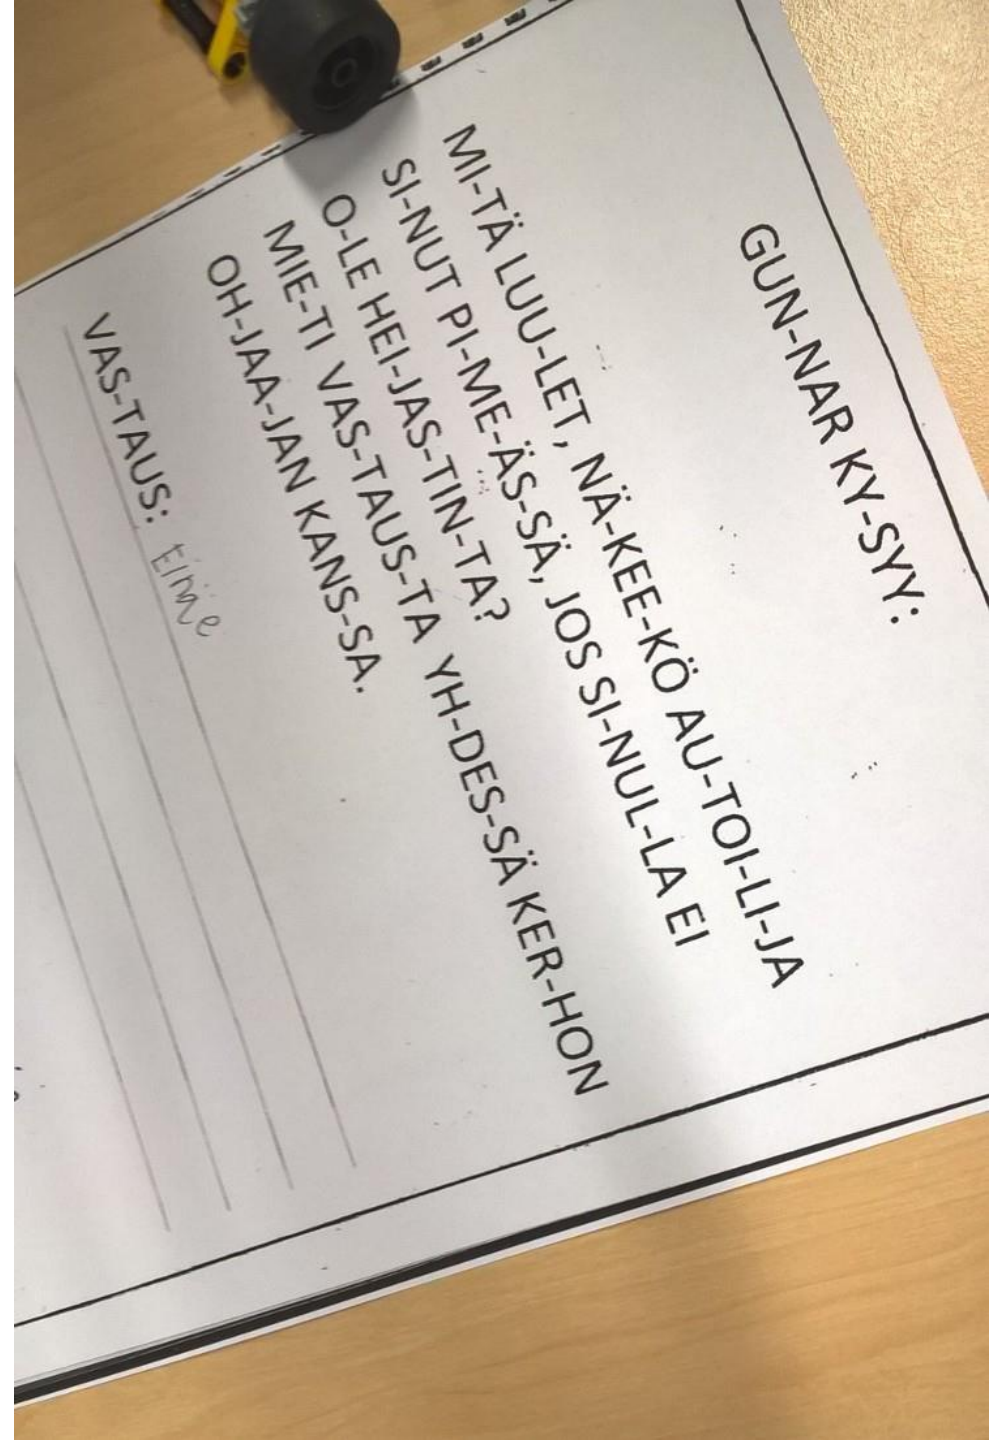 GUN-NAR KY-SYY:
MI-TÄ LUU-LET, NÄ-KEE-KÖ AU-TOI-LI-JA
SI-NUT PI-ME-ÄS-SÄ, JOS SI-NUL-LA EI
O-LE HEI-JAS-TIN-TA?
MIE-TI VAS-TAUS-TA YH-DES-SÄ KER-HON
OH-JAA-JAN KANS-SA.
VAS-TAUS: